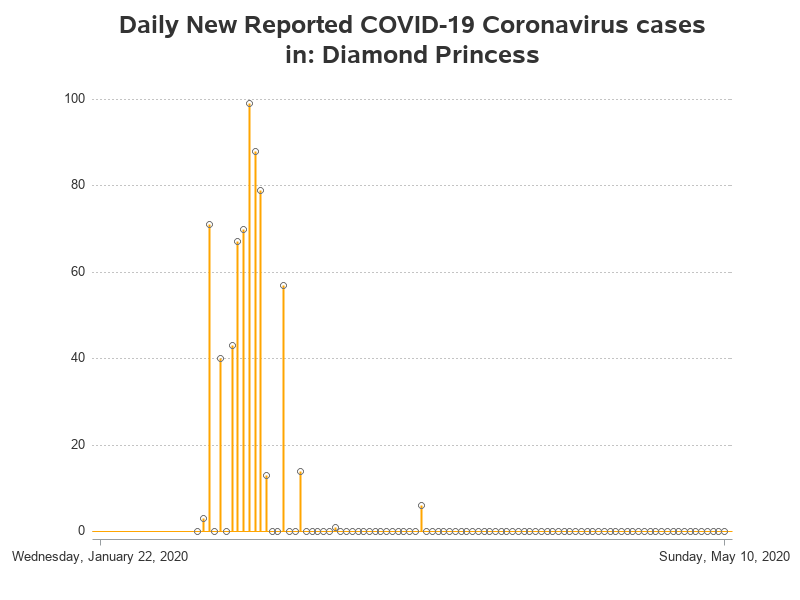 Daily New Reported COVID-19 Coronavirus cases
in: Diamond Princess
100
80
60
40
20
0
Wednesday, January 22, 2020
Sunday, May 10, 2020